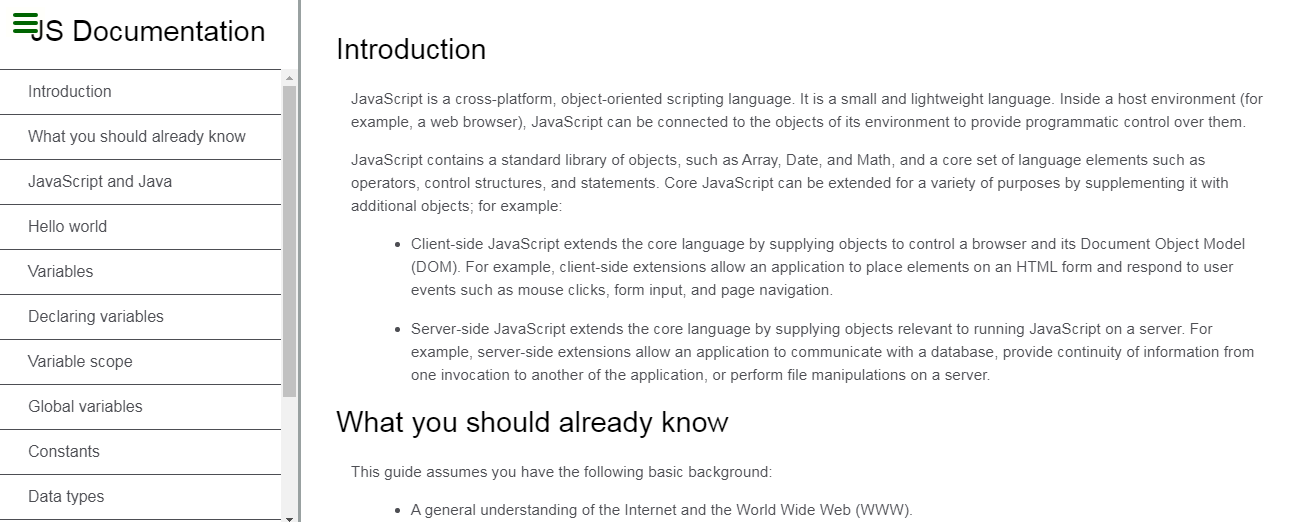 JS Documentation
Introduction
What you should already know
JavaScript and Java
Hello world
Variables
Declaring variables
Variable scope
Global variables
Constants
Data types
Introduction
JavaScript is a cross-platform, object-oriented scripting language. It is a small and lightweight language. Inside a host environment (for
example, a web browser), JavaScript can be connected to the objects of its environment to provide programmatic control over them.
JavaScript contains a standard library of objects, such as Array, Date, and Math, and a core set of language elements such as
operators, control structures, and statements. Core JavaScript can be extended for a variety of purposes by supplementing it with
additional objects; for example:
• Client-side JavaScript extends the core language by supplying objects to control a browser and its Document Object Model
(DOM). For example, client-side extensions allow an application to place elements on an HTML form and respond to user
events such as mouse clicks, form input, and page navigation.
• Server-side JavaScript extends the core language by supplying objects relevant to running JavaScript on a server. For
example, server-side extensions allow an application to communicate with a database, provide continuity of information from
one invocation to another of the application, or perform file manipulations on a server.
What you should already know
This guide assumes you have the following basic background:
• A general understanding of the Internet and the World Wide Web (WWW).